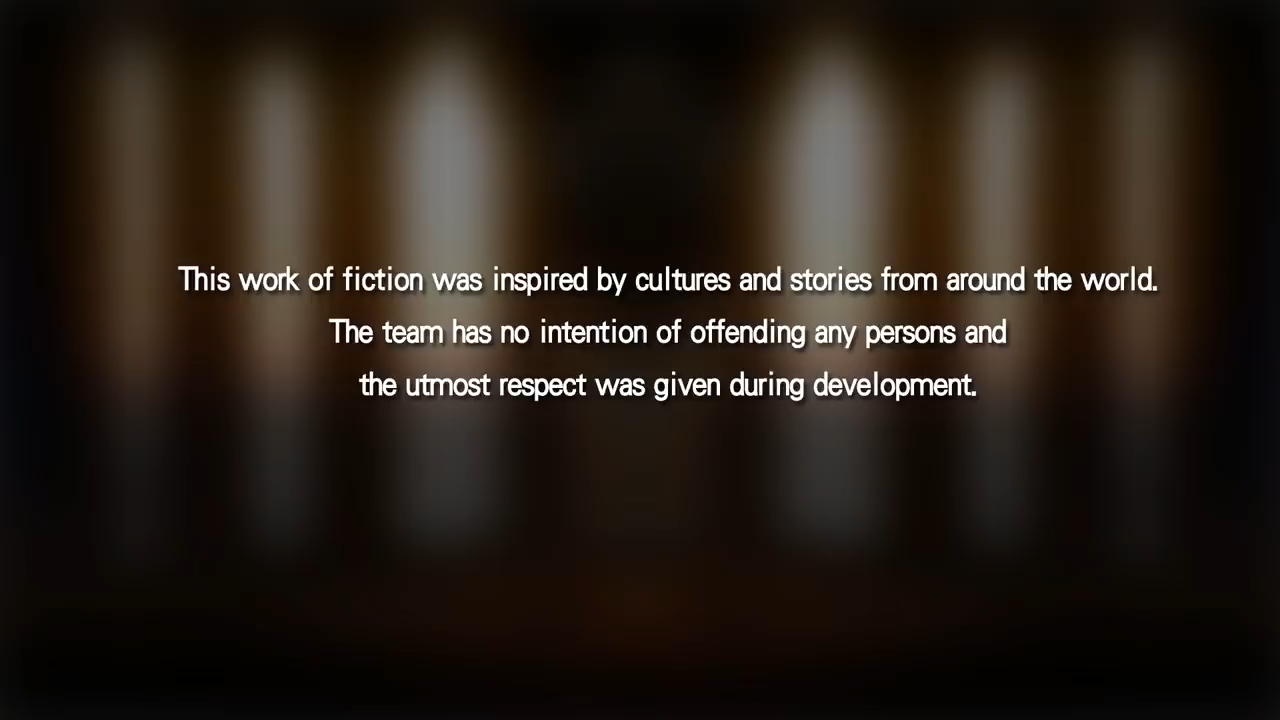 This work of fiction was inspired by cultures and stories from around the world.
The team has no intention of offending any persons and
the utmost respect was given during development.